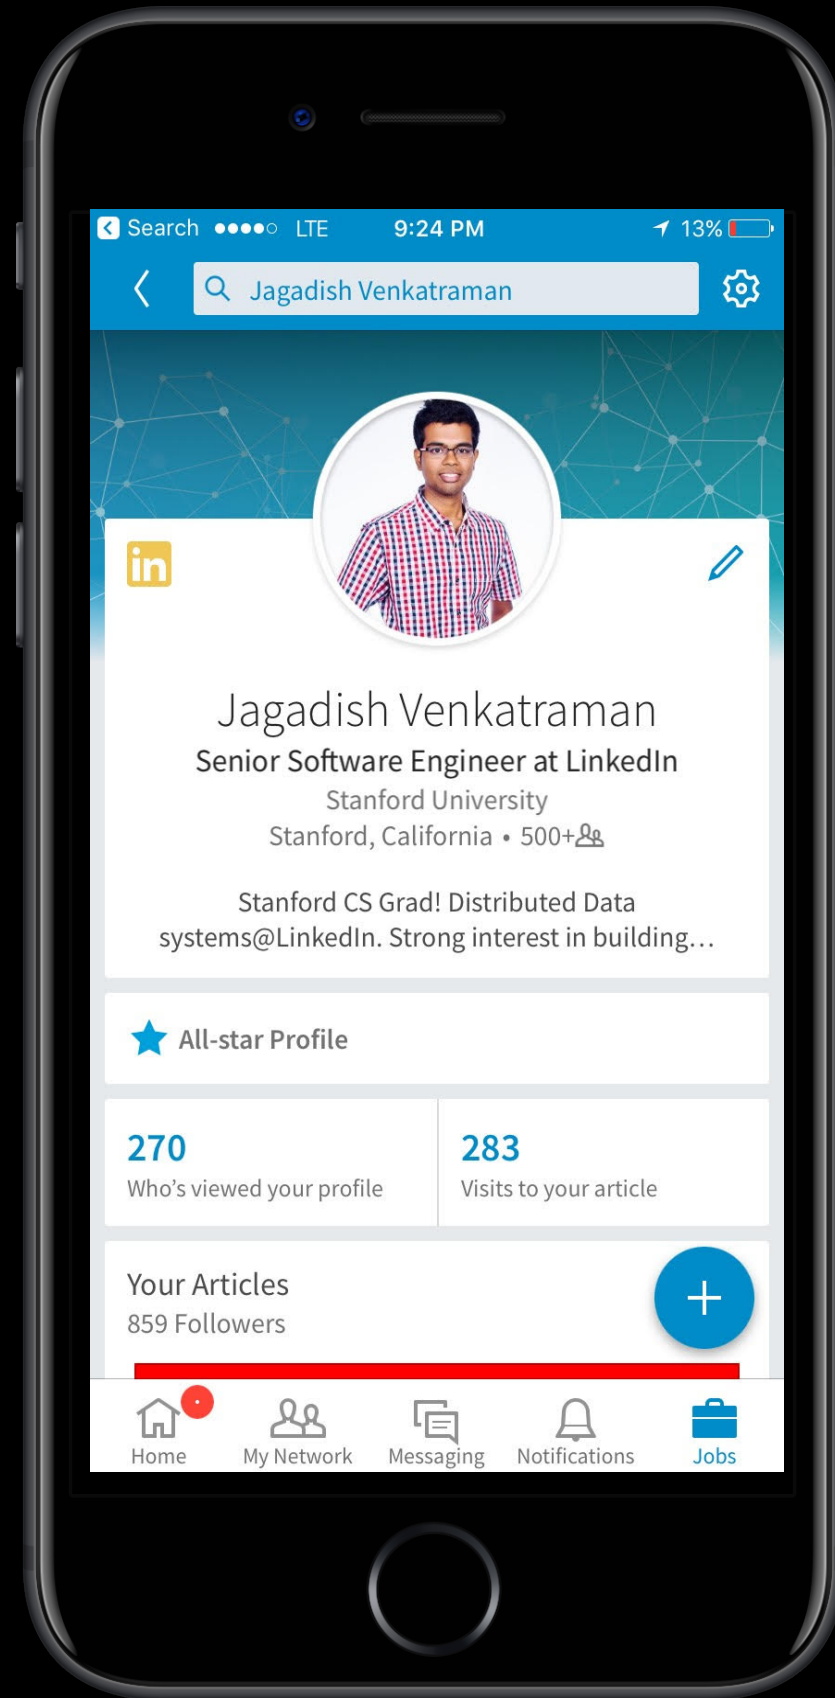 Search LTE 9:24 PM 13%
Jagadish Venkatraman
in
Jagadish Venkatraman
Senior Software Engineer at LinkedIn
Stanford University
Stanford, California • 500+
Stanford CS Grad! Distributed Data
systems@LinkedIn. Strong interest in building…
All-star Profile
270
Who's viewed your profile
283
Visits to your article
Your Articles
859 Followers
Home
My Network
Messaging
Notifications
Jobs